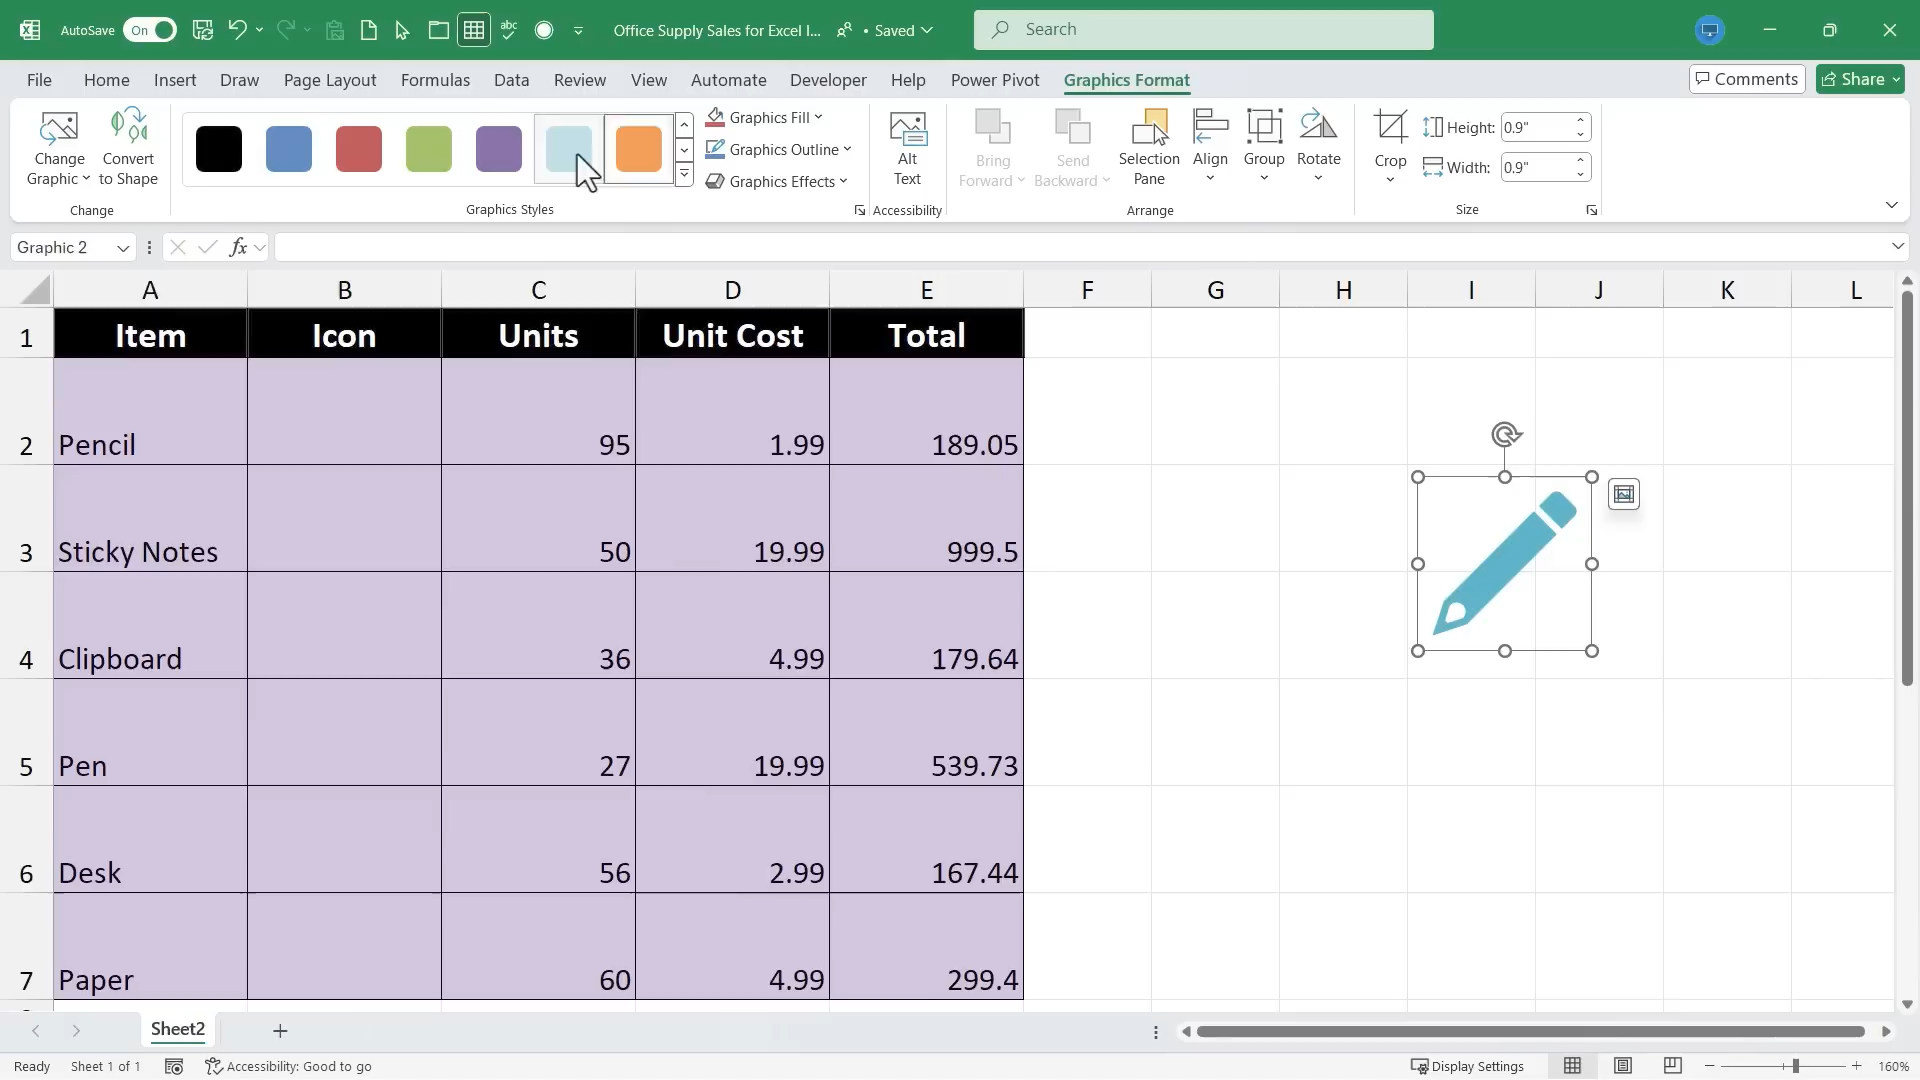 AutoSave On abc Office Supply Sales for Excel I... • Saved Search
File Home Insert Draw Page Layout Formulas Data Review View Automate Developer Help Power Pivot Graphics Format Comments Share
Change Graphic
Convert to Shape
Change
Graphics Fill
Graphics Outline
Graphics Effects
Graphics Styles
Alt Text
Accessibility
Bring Forward
Send Backward
Selection Pane
Align
Group
Rotate
Arrange
Crop
Height: 0.9"
Width: 0.9"
Size
Graphic 2 fx
A B C D E F G H I J K L
1 Item Icon Units Unit Cost Total
2 Pencil 95 1.99 189.05
3 Sticky Notes 50 19.99 999.5
4 Clipboard 36 4.99 179.64
5 Pen 27 19.99 539.73
6 Desk 56 2.99 167.44
7 Paper 60 4.99 299.4
Sheet2
Ready Sheet 1 of 1 Accessibility: Good to go Display Settings 160%